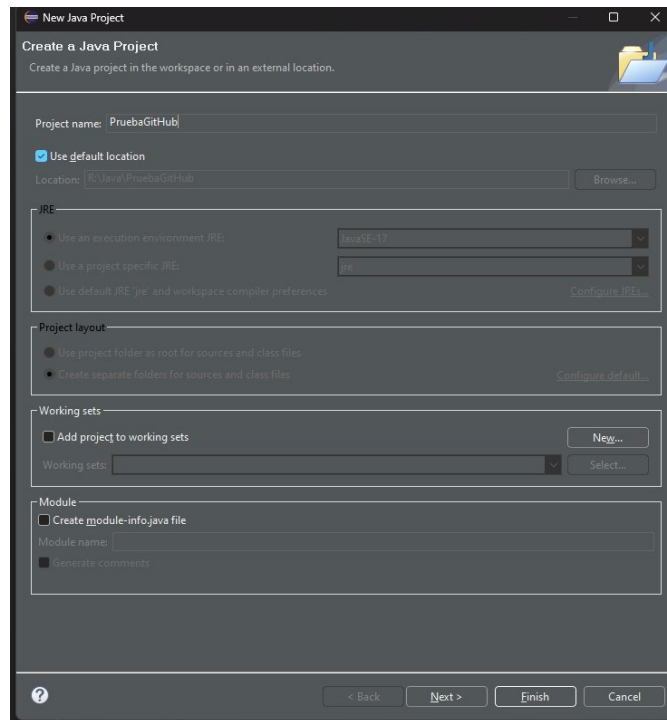 New Java Project
Create a Java Project
Create a Java project in the workspace or in an external location.
Project name: PruebaGitHub
Use default location
Location: R:\Java\PruebaGitHub Browse...
JRE
Use an execution environment JRE: JavaSE-17
Use a project specific JRE: jre
Use default JRE 'jre' and workspace compiler preferences Configure JREs...
Project layout
Use project folder as root for sources and class files
Create separate folders for sources and class files Configure default...
Working sets
Add project to working sets New...
Working sets: Select...
Module
Create module-info.java file
Module name:
Generate comments
? < Back Next > Finish Cancel